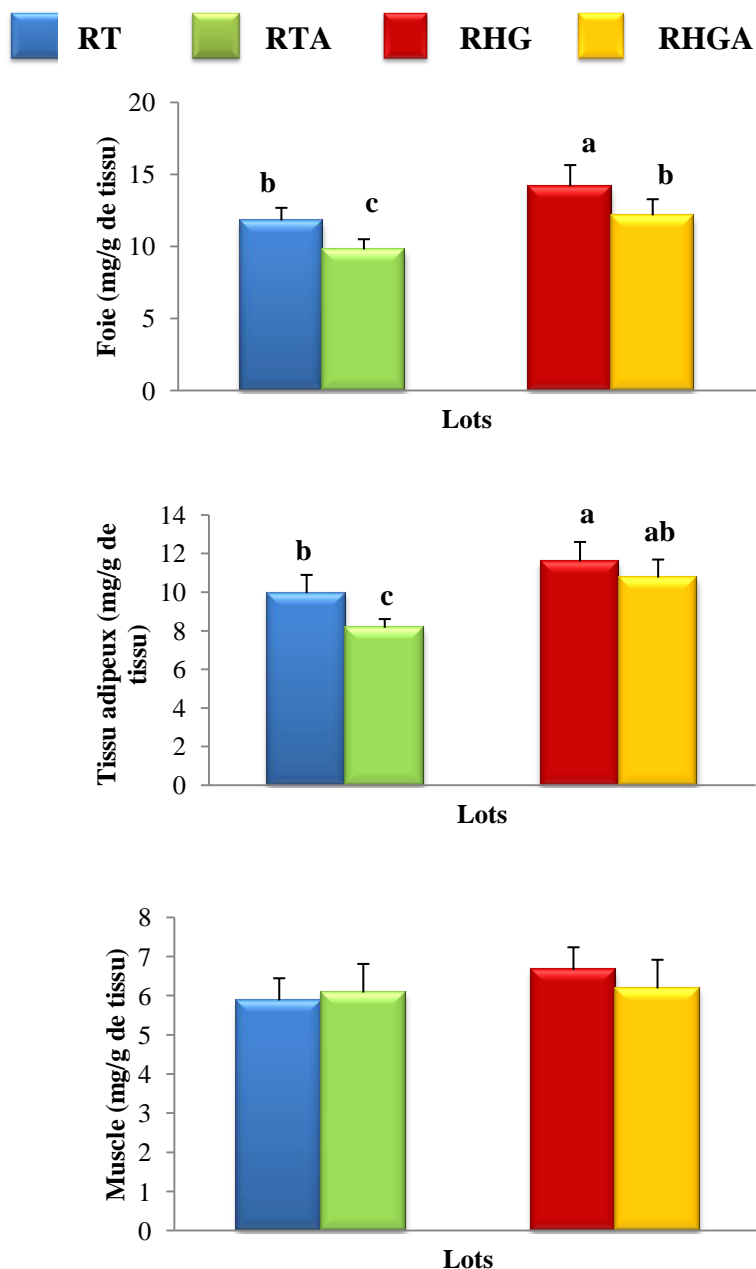 RT RTA RHG RHGA
20
15
10
5
0
Foie (mg/g de tissu)
b
c
a
b
Lots
14
12
10
8
6
4
2
0
Tissu adipeux (mg/g de
tissu)
b
c
a
ab
Lots
8
7
6
5
4
3
2
1
0
Muscle (mg/g de tissu)
Lots